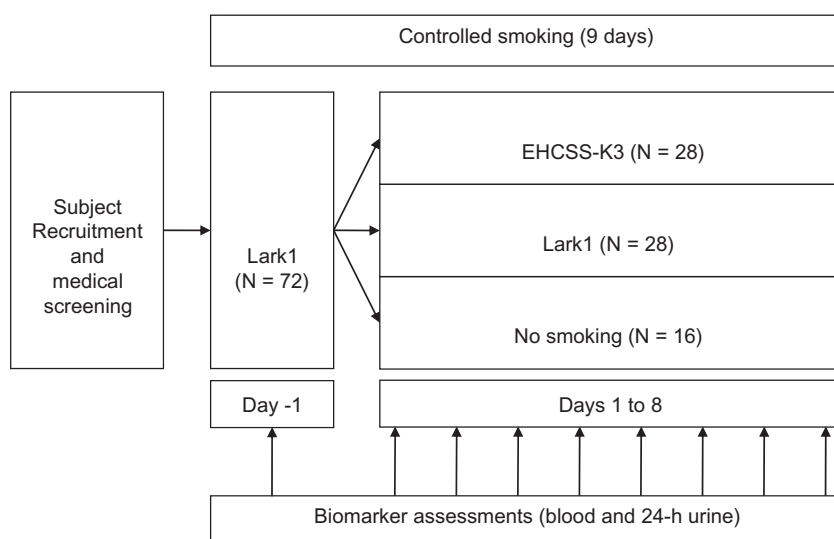 Controlled smoking (9 days)
Subject
Recruitment
and
medical
screening
Lark1
(N = 72)
EHCSS-K3 (N = 28)
Lark1 (N = 28)
No smoking (N = 16)
Day -1
Days 1 to 8
Biomarker assessments (blood and 24-h urine)